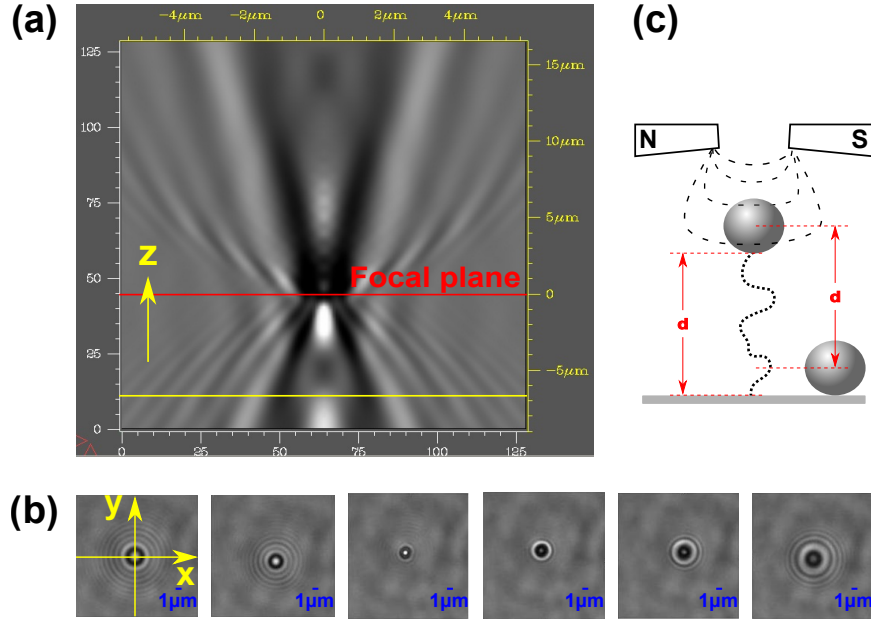 (a)
−4µm −2µm 0 2µm 4µm
125
100
75
50
25
0
15µm
10µm
5µm
0
−5µm
z
Focal plane
0 25 50 75 100 125
(c)
N S
d
d
(b)
y
x
1µm 1µm 1µm 1µm 1µm 1µm